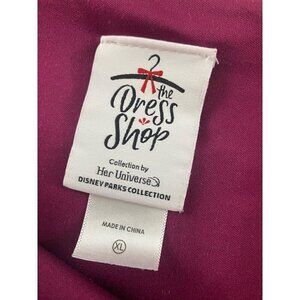 the
Dress
Shop
Collection by
Her Universe
DISNEY PARKS COLLECTION
MADE IN CHINA
XL